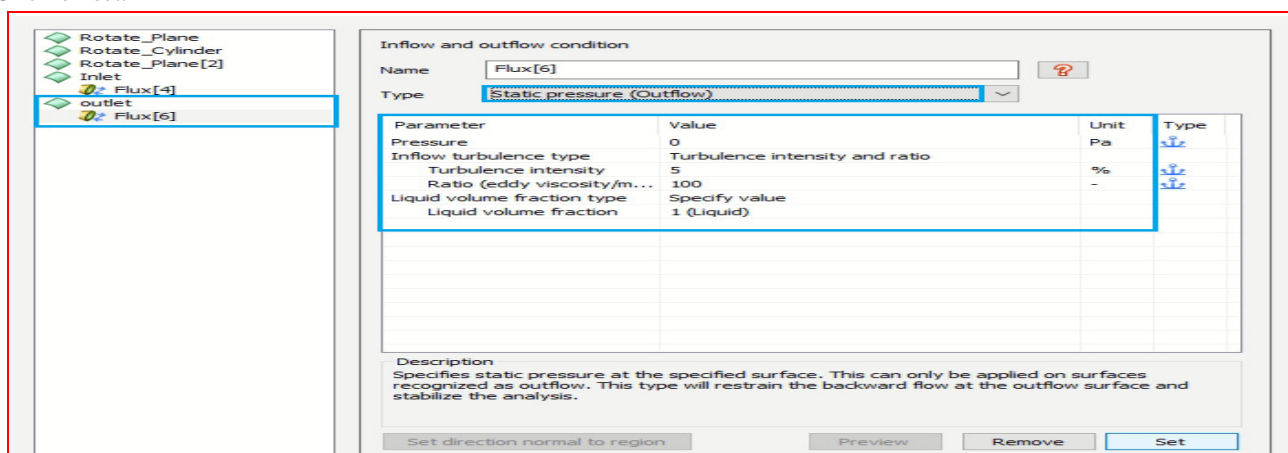 Rotate_Plane
Rotate_Cylinder
Rotate_Plane[2]
Inlet
Flux[4]
outlet
Flux[6]
Inflow and outflow condition
Name Flux[6]
Type Static pressure (Outflow)
Parameter Value Unit Type
Pressure 0 Pa
Inflow turbulence type Turbulence intensity and ratio
Turbulence intensity 5 %
Ratio (eddy viscosity/m... 100 -
Liquid volume fraction type Specify value
Liquid volume fraction 1 (Liquid)
Description
Specifies static pressure at the specified surface. This can only be applied on surfaces
recognized as outflow. This type will restrain the backward flow at the outflow surface and
stabilize the analysis.
Set direction normal to region Preview Remove Set